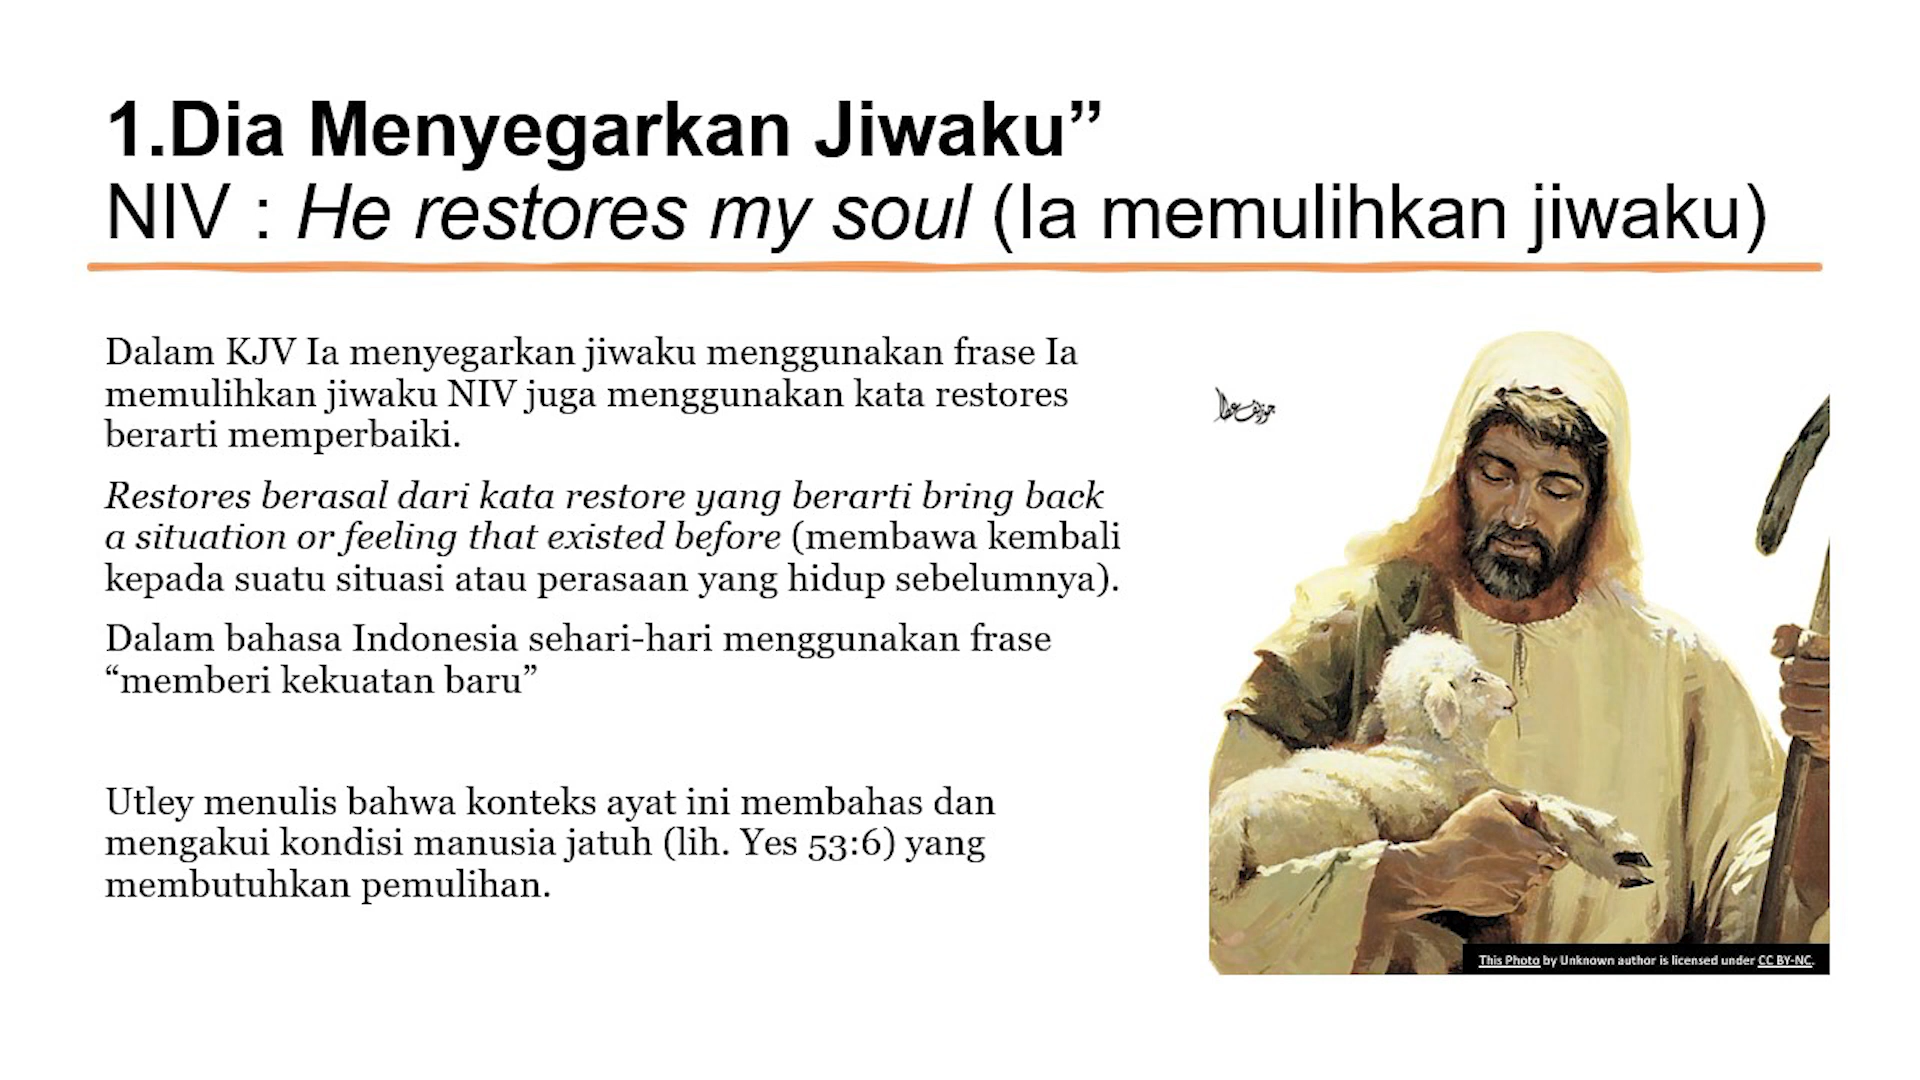 1.Dia Menyegarkan Jiwaku”
NIV : He restores my soul (Ia memulihkan jiwaku)
Dalam KJV Ia menyegarkan jiwaku menggunakan frase Ia
memulihkan jiwaku NIV juga menggunakan kata restores
berarti memperbaiki.
Restores berasal dari kata restore yang berarti bring back
a situation or feeling that existed before (membawa kembali
kepada suatu situasi atau perasaan yang hidup sebelumnya).
Dalam bahasa Indonesia sehari-hari menggunakan frase
“memberi kekuatan baru”
Utley menulis bahwa konteks ayat ini membahas dan
mengakui kondisi manusia jatuh (lih. Yes 53:6) yang
membutuhkan pemulihan.
This Photo by Unknown author is licensed under CC BY-NC.